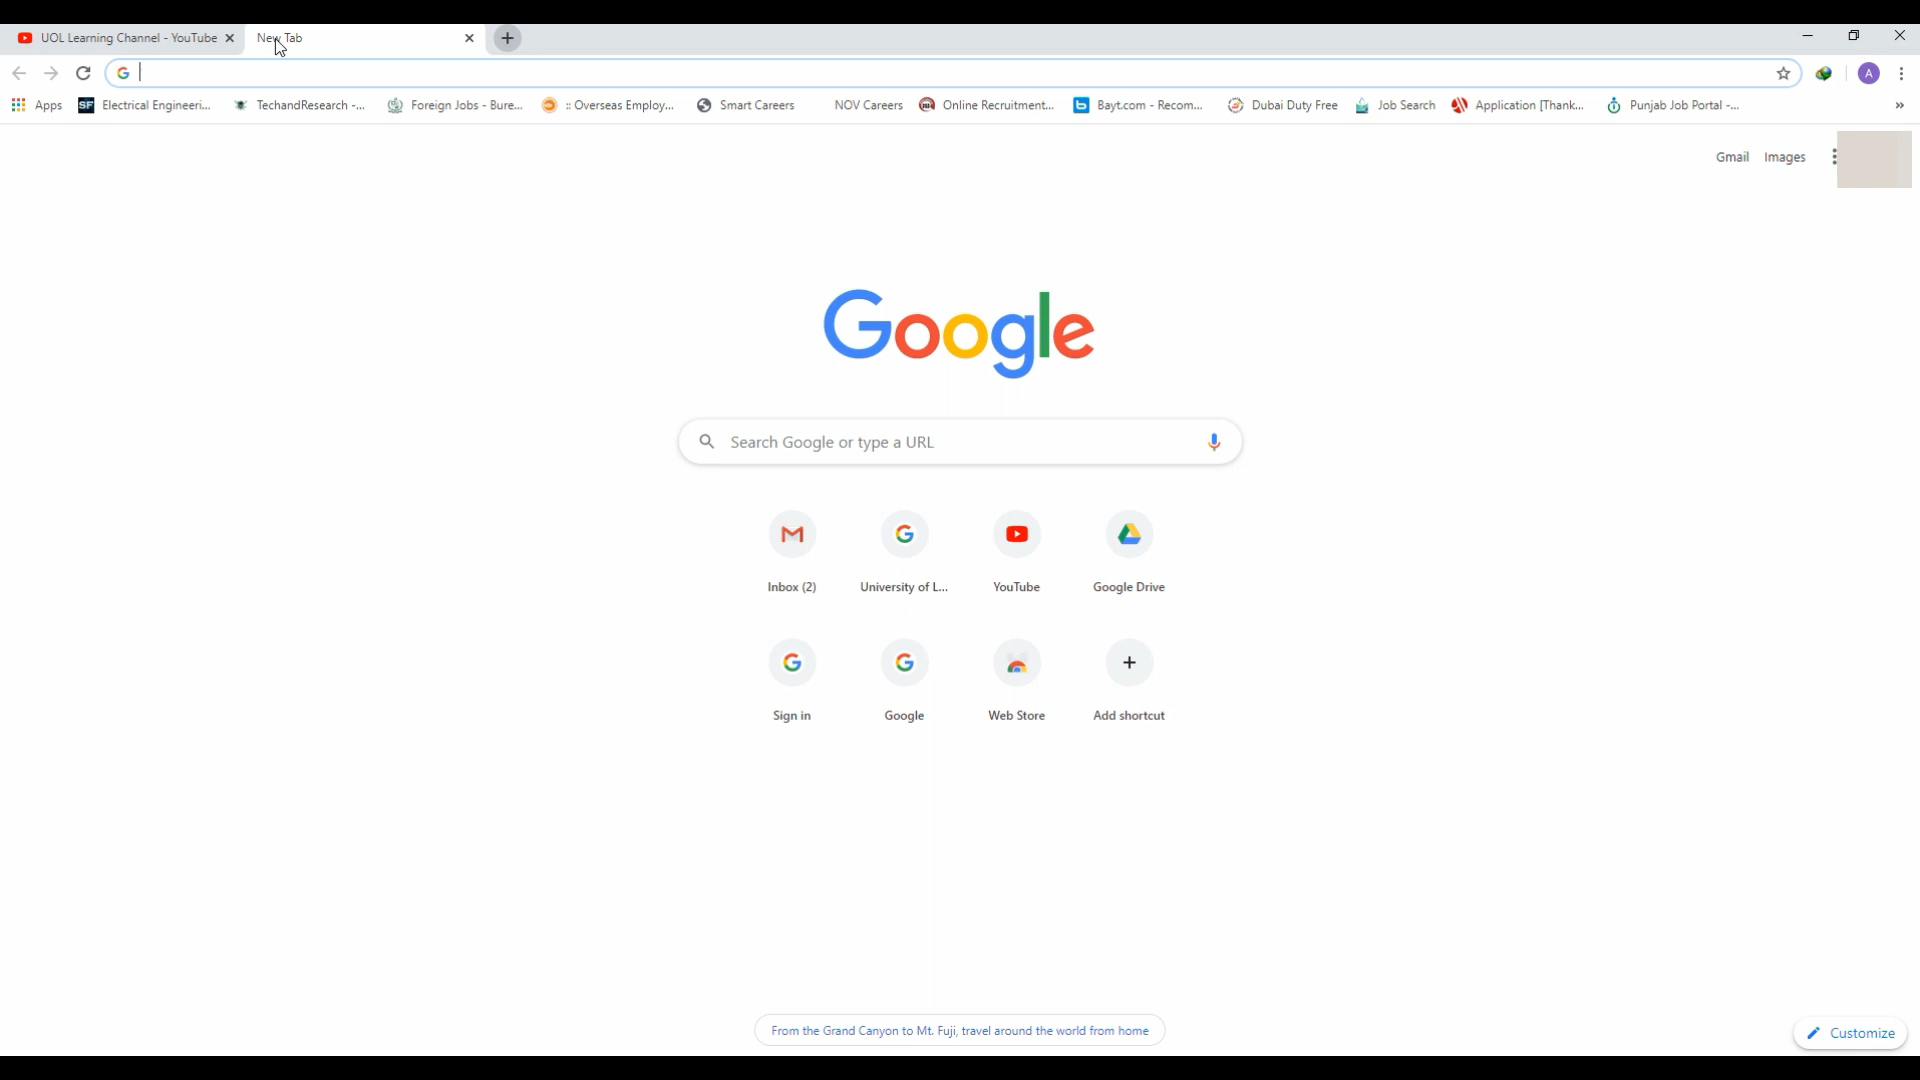 UOL Learning Channel - YouTube
New Tab
Apps
SF Electrical Engineeri...
TechandResearch -...
Foreign Jobs - Bure...
:: Overseas Employ...
Smart Careers
NOV Careers
Online Recruitment...
b Bayt.com - Recom...
Dubai Duty Free
Job Search
Application [Thank...
Punjab Job Portal -...
»
A
Gmail Images
Google
Search Google or type a URL
Inbox (2) University of L... YouTube Google Drive
Sign in Google Web Store Add shortcut
From the Grand Canyon to Mt. Fuji, travel around the world from home
Customize